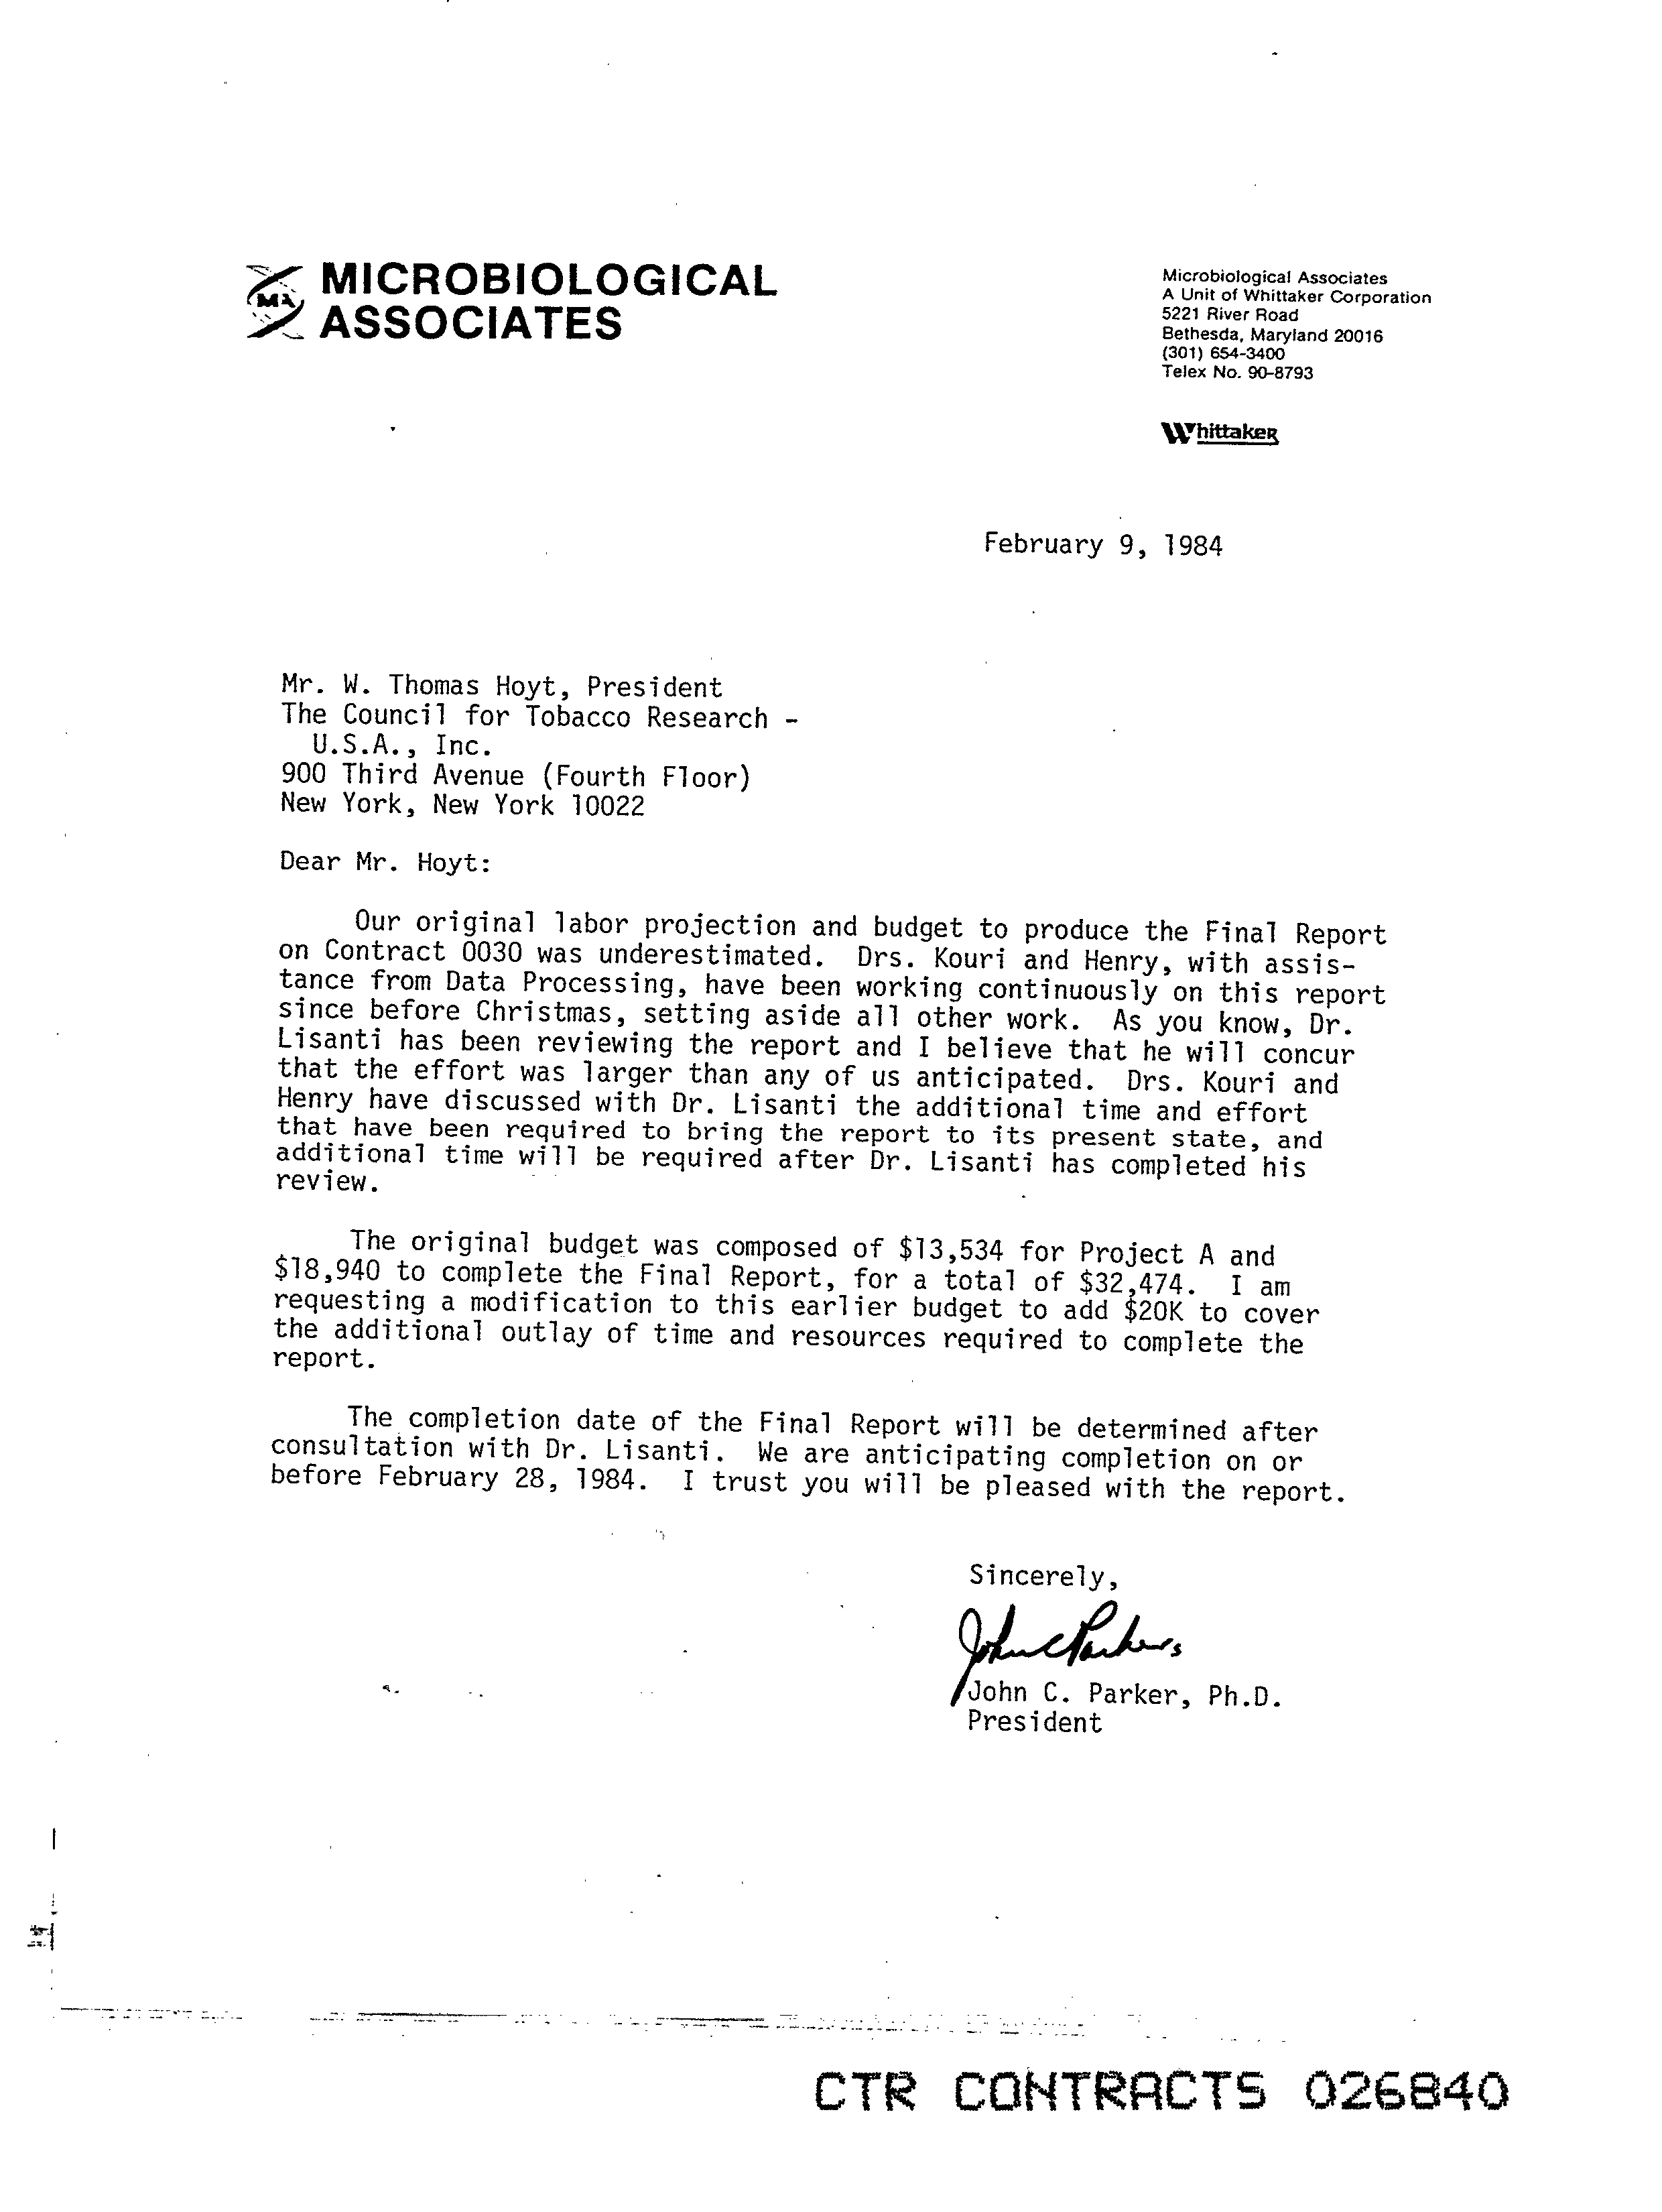 MA MICROBIOLOGICAL
ASSOCIATES
Microbiological Associates
A Unit of Whittaker Corporation
5221 River Road
Bethesda, Maryland 20016
(301) 654-3400
Telex No. 90-8793
Whittaker
February 9, 1984
Mr. W. Thomas Hoyt, President
The Council for Tobacco Research -
U.S.A., Inc.
900 Third Avenue (Fourth Floor)
New York, New York 10022
Dear Mr. Hoyt:
Our original labor projection and budget to produce the Final Report
on Contract 0030 was underestimated. Drs. Kouri and Henry, with assis-
tance from Data Processing, have been working continuously on this report
since before Christmas, setting aside all other work. As you know, Dr.
Lisanti has been reviewing the report and I believe that he will concur
that the effort was larger than any of us anticipated. Drs. Kouri and
Henry have discussed with Dr. Lisanti the additional time and effort
that have been required to bring the report to its present state, and
additional time will be required after Dr. Lisanti has completed his
review.
The original budget was composed of $13,534 for Project A and
$18,940 to complete the Final Report, for a total of $32,474. I am
requesting a modification to this earlier budget to add $20K to cover
the additional outlay of time and resources required to complete the
report.
The completion date of the Final Report will be determined after
consultation with Dr. Lisanti. We are anticipating completion on or
before February 28, 1984. I trust you will be pleased with the report.
Sincerely,
John C Parker
John C. Parker, Ph.D.
President
CTR CONTRACTS 026840